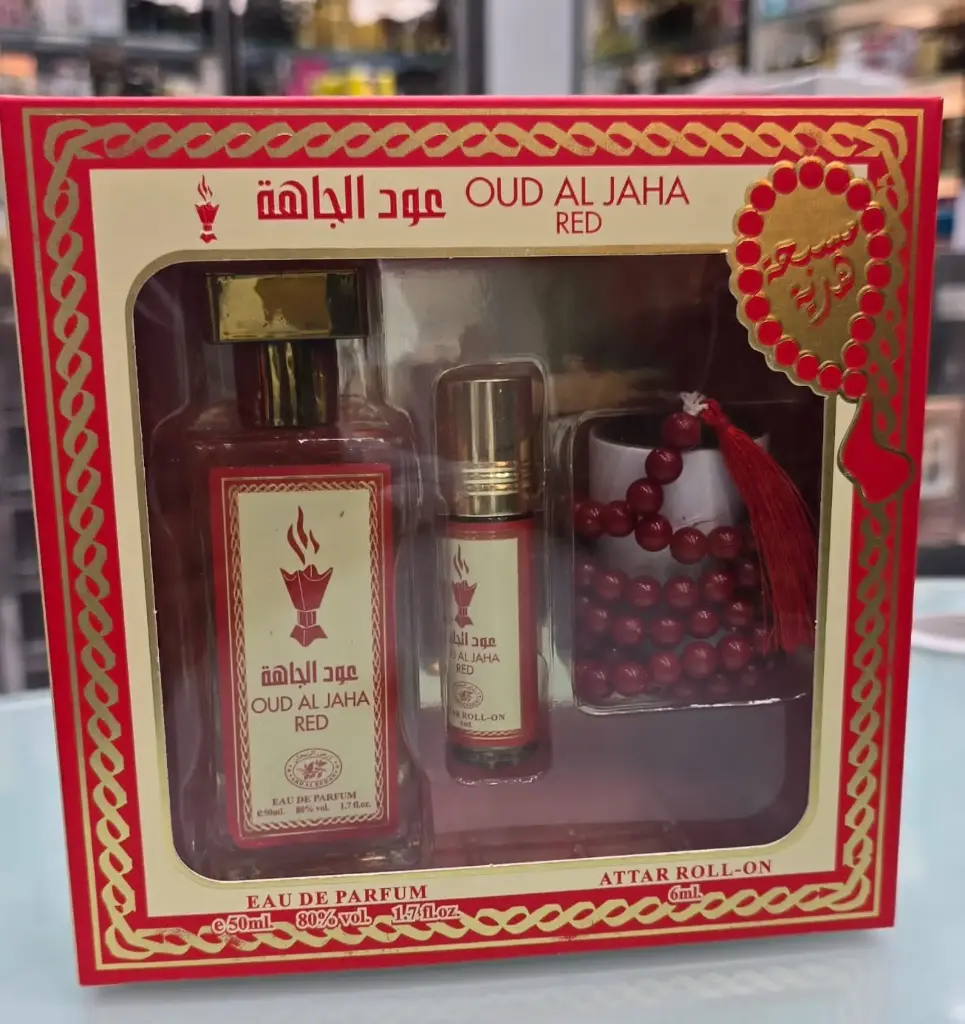 عود الجاهة
OUD AL JAHA
RED
مسبحة
هدية
عود الجاهة
OUD AL JAHA
RED
EAU DE PARFUM
e50ml. 80% vol. 1.7 fl.oz.
عود الجاهة
AL JAHA
RED
ROLL-ON
EAU DE PARFUM
e 50ml. 80% vol. 1.7 fl.oz.
ATTAR ROLL-ON
6ml.